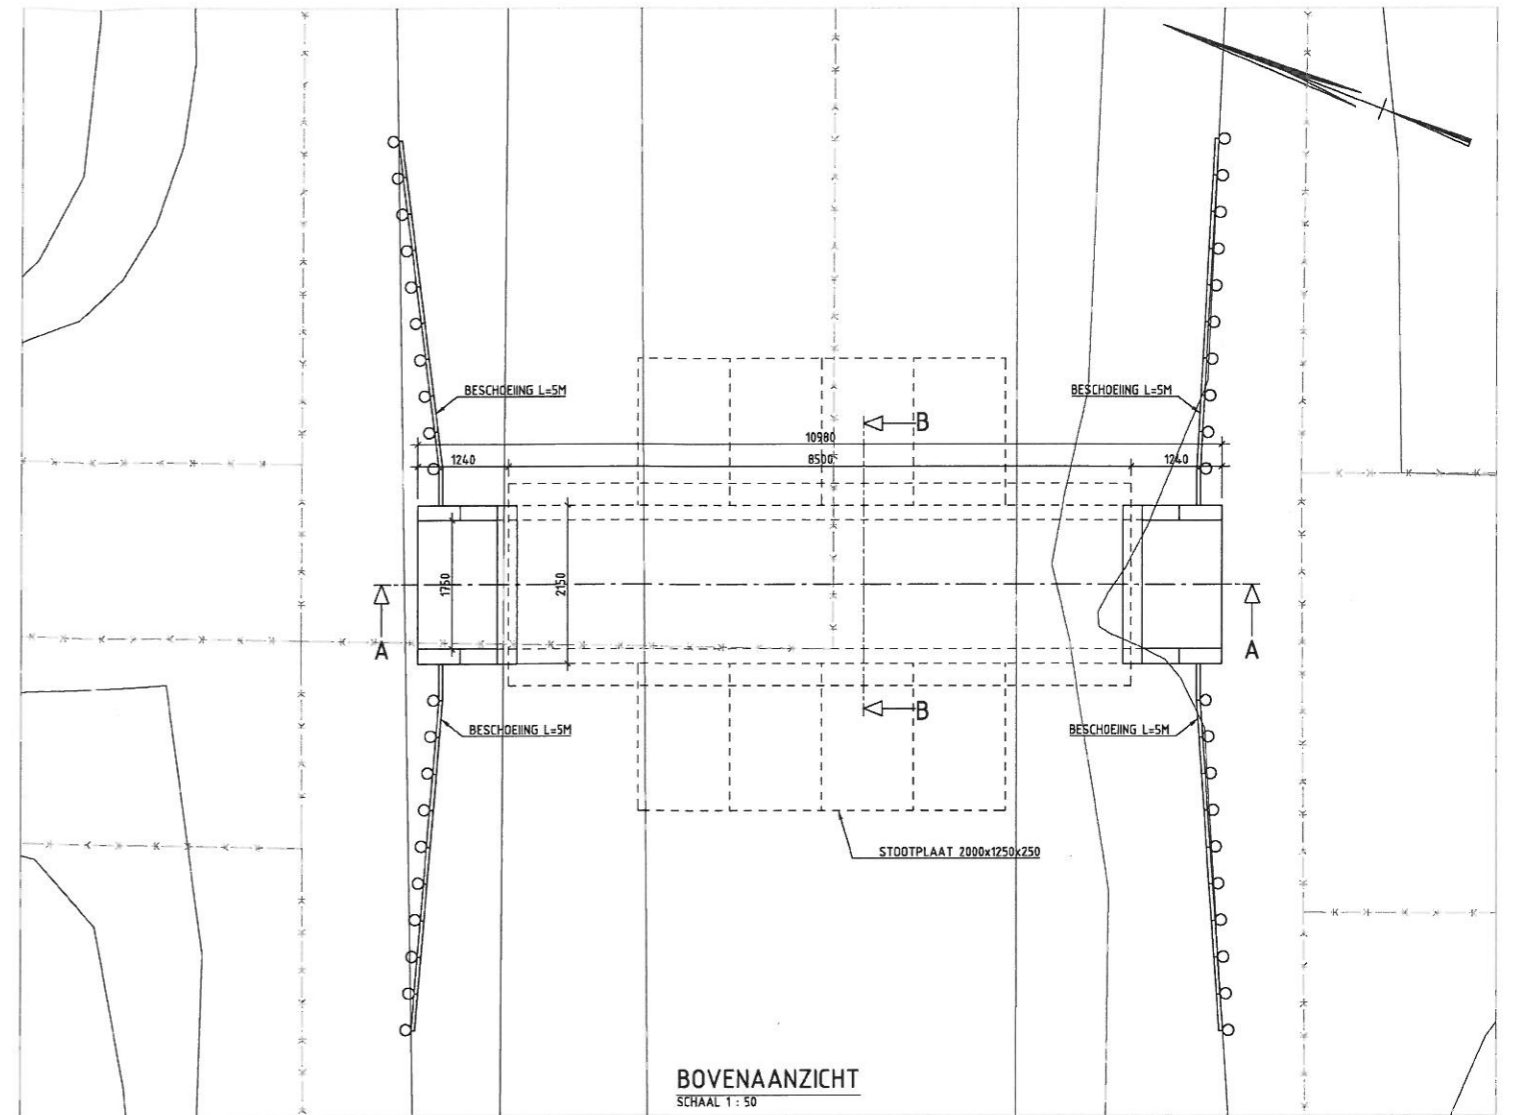 BESCHOEIING L=5M
BESCHOEIING L=5M
B
10980
1240
8500
1240
1750
2150
A
A
B
BESCHOEIING L=5M
BESCHOEIING L=5M
STOOTPLAAT 2000x1250x250
BOVENAANZICHT
SCHAAL 1 : 50